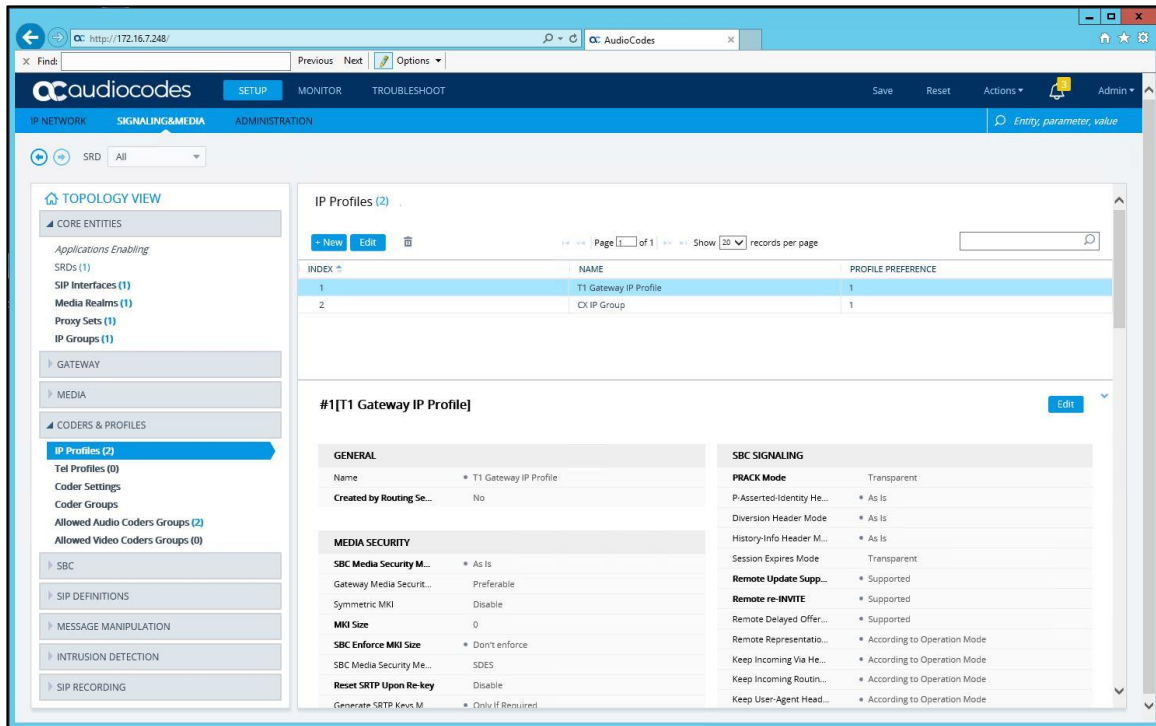 http://172.16.7.248/
AudioCodes
Find:
Previous Next
Options
audiocodes
SETUP
MONITOR
TROUBLESHOOT
Save
Reset
Actions
3
Admin
IP NETWORK
SIGNALING&MEDIA
ADMINISTRATION
Entity, parameter, value
SRD All
TOPOLOGY VIEW
CORE ENTITIES
Applications Enabling
SRDs (1)
SIP Interfaces (1)
Media Realms (1)
Proxy Sets (1)
IP Groups (1)
GATEWAY
MEDIA
CODERS & PROFILES
IP Profiles (2)
Tel Profiles (0)
Coder Settings
Coder Groups
Allowed Audio Coders Groups (2)
Allowed Video Coders Groups (0)
SBC
SIP DEFINITIONS
MESSAGE MANIPULATION
INTRUSION DETECTION
SIP RECORDING
IP Profiles (2)
+ New
Edit
Page 1 of 1
Show 20 records per page
INDEX NAME PROFILE PREFERENCE
1 T1 Gateway IP Profile 1
2 CX IP Group 1
#1[T1 Gateway IP Profile]
Edit
GENERAL
Name T1 Gateway IP Profile
Created by Routing Se... No
MEDIA SECURITY
SBC Media Security M... As Is
Gateway Media Securit... Preferable
Symmetric MKI Disable
MKI Size 0
SBC Enforce MKI Size Don't enforce
SBC Media Security Me... SDES
Reset SRTP Upon Re-key Disable
Generate SRTP Keys M... Only If Required
SBC SIGNALING
PRACK Mode Transparent
P-Asserted-Identity He... As Is
Diversion Header Mode As Is
History-Info Header M... As Is
Session Expires Mode Transparent
Remote Update Supp... Supported
Remote re-INVITE Supported
Remote Delayed Offer... Supported
Remote Representatio... According to Operation Mode
Keep Incoming Via He... According to Operation Mode
Keep Incoming Routin... According to Operation Mode
Keep User-Agent Head... According to Operation Mode